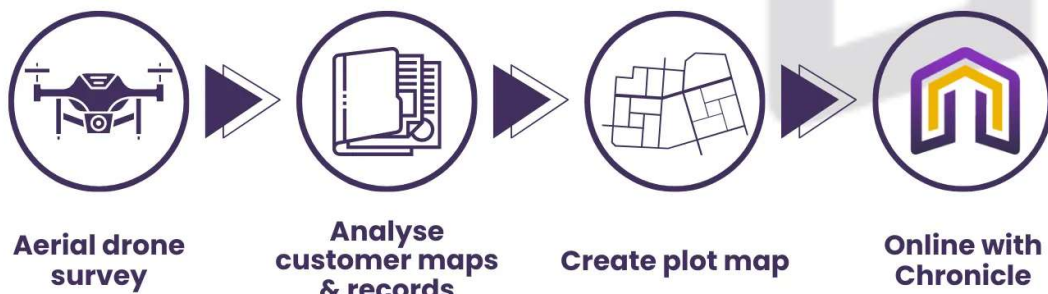 Aerial drone
survey
Analyse
customer maps
& records
Create plot map
Online with
Chronicle